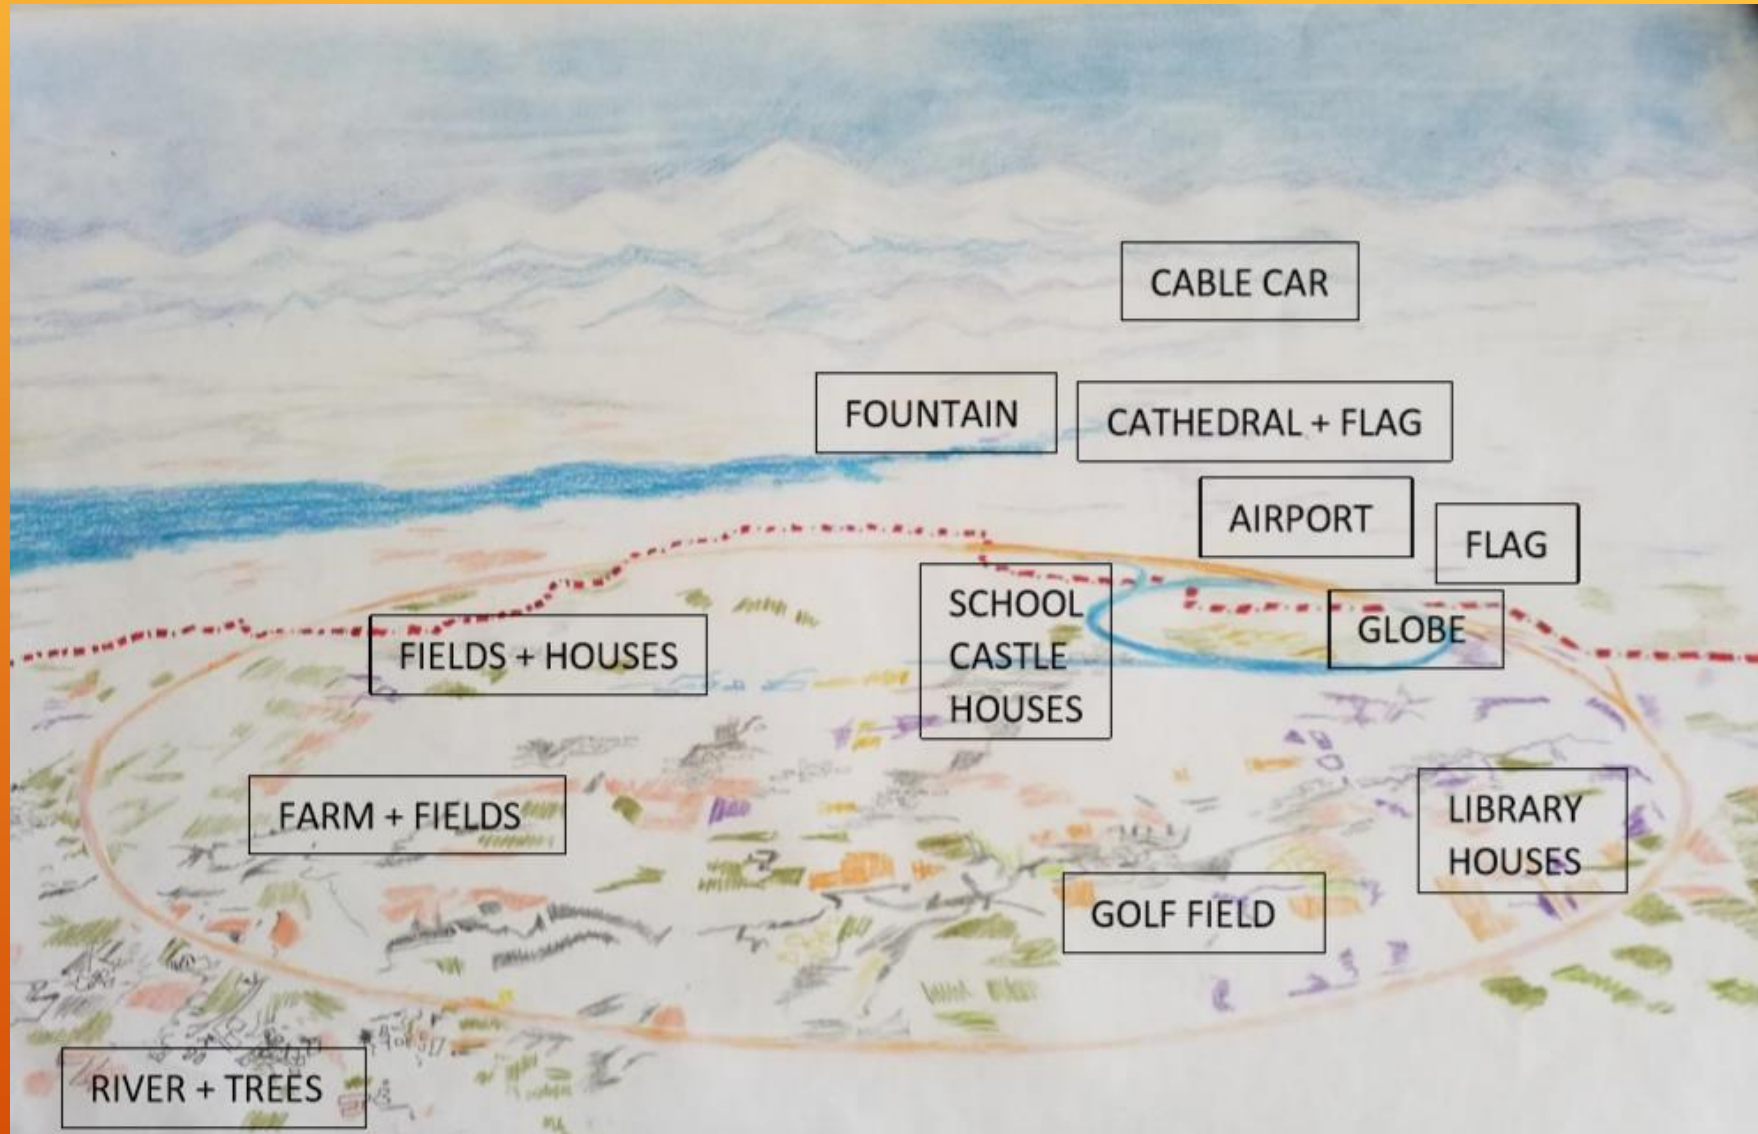 CABLE CAR
FOUNTAIN
CATHEDRAL + FLAG
AIRPORT
FLAG
SCHOOL
CASTLE
HOUSES
GLOBE
FIELDS + HOUSES
FARM + FIELDS
LIBRARY
HOUSES
GOLF FIELD
RIVER + TREES